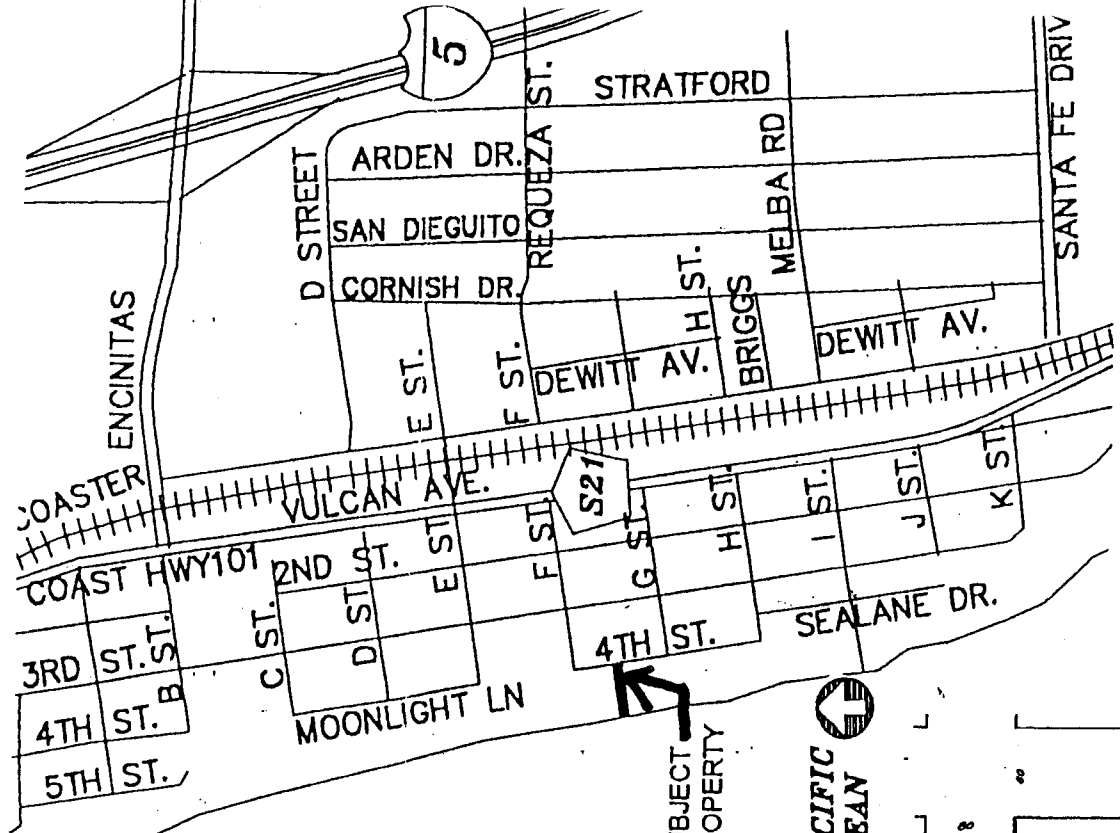 5
STRATFORD
SANTA FE DRIV
ARDEN DR.
REQUEZA ST.
MELBA RD
D STREET
SAN DIEGUITO
CORNISH DR.
H ST.
BRIGGS
ENCINITAS
E ST.
F ST.
DEWITT AV.
DEWITT AV.
COASTER
VULCAN AVE.
S21
COAST HWY101
2ND ST.
E ST.
F ST.
G ST.
H ST.
I ST.
J ST.
K ST.
3RD ST.
B ST.
C ST.
D ST.
4TH ST.
SEALANE DR.
4TH ST.
MOONLIGHT LN
5TH ST.
BJECT
OPERTY
CIFIC
EAN